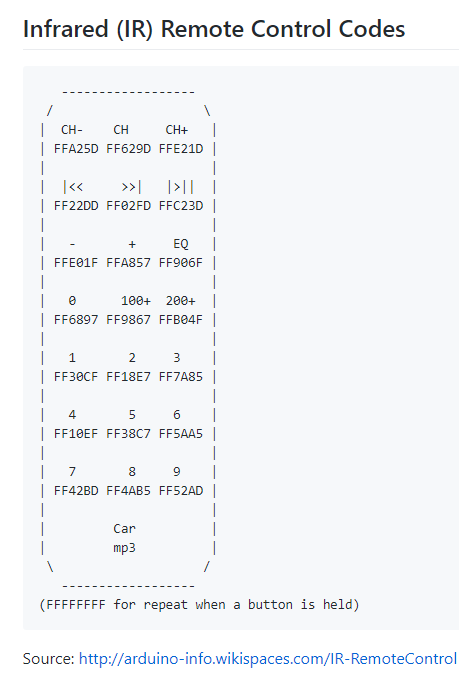 Infrared (IR) Remote Control Codes
------------------
/                    \
|  CH-    CH     CH+   |
| FFA25D FF629D FFE21D |
|                      |
|  |<<     >>|   |>||  |
| FF22DD FF02FD FFC23D |
|                      |
|   -       +     EQ   |
| FFE01F FFA857 FF906F |
|                      |
|   0      100+  200+  |
| FF6897 FF9867 FFB04F |
|                      |
|   1       2     3    |
| FF30CF FF18E7 FF7A85 |
|                      |
|   4       5     6    |
| FF10EF FF38C7 FF5AA5 |
|                      |
|   7       8     9    |
| FF42BD FF4AB5 FF52AD |
|                      |
|         Car          |
|         mp3          |
\                    /
------------------
(FFFFFFFF for repeat when a button is held)
Source: http://arduino-info.wikispaces.com/IR-RemoteControl